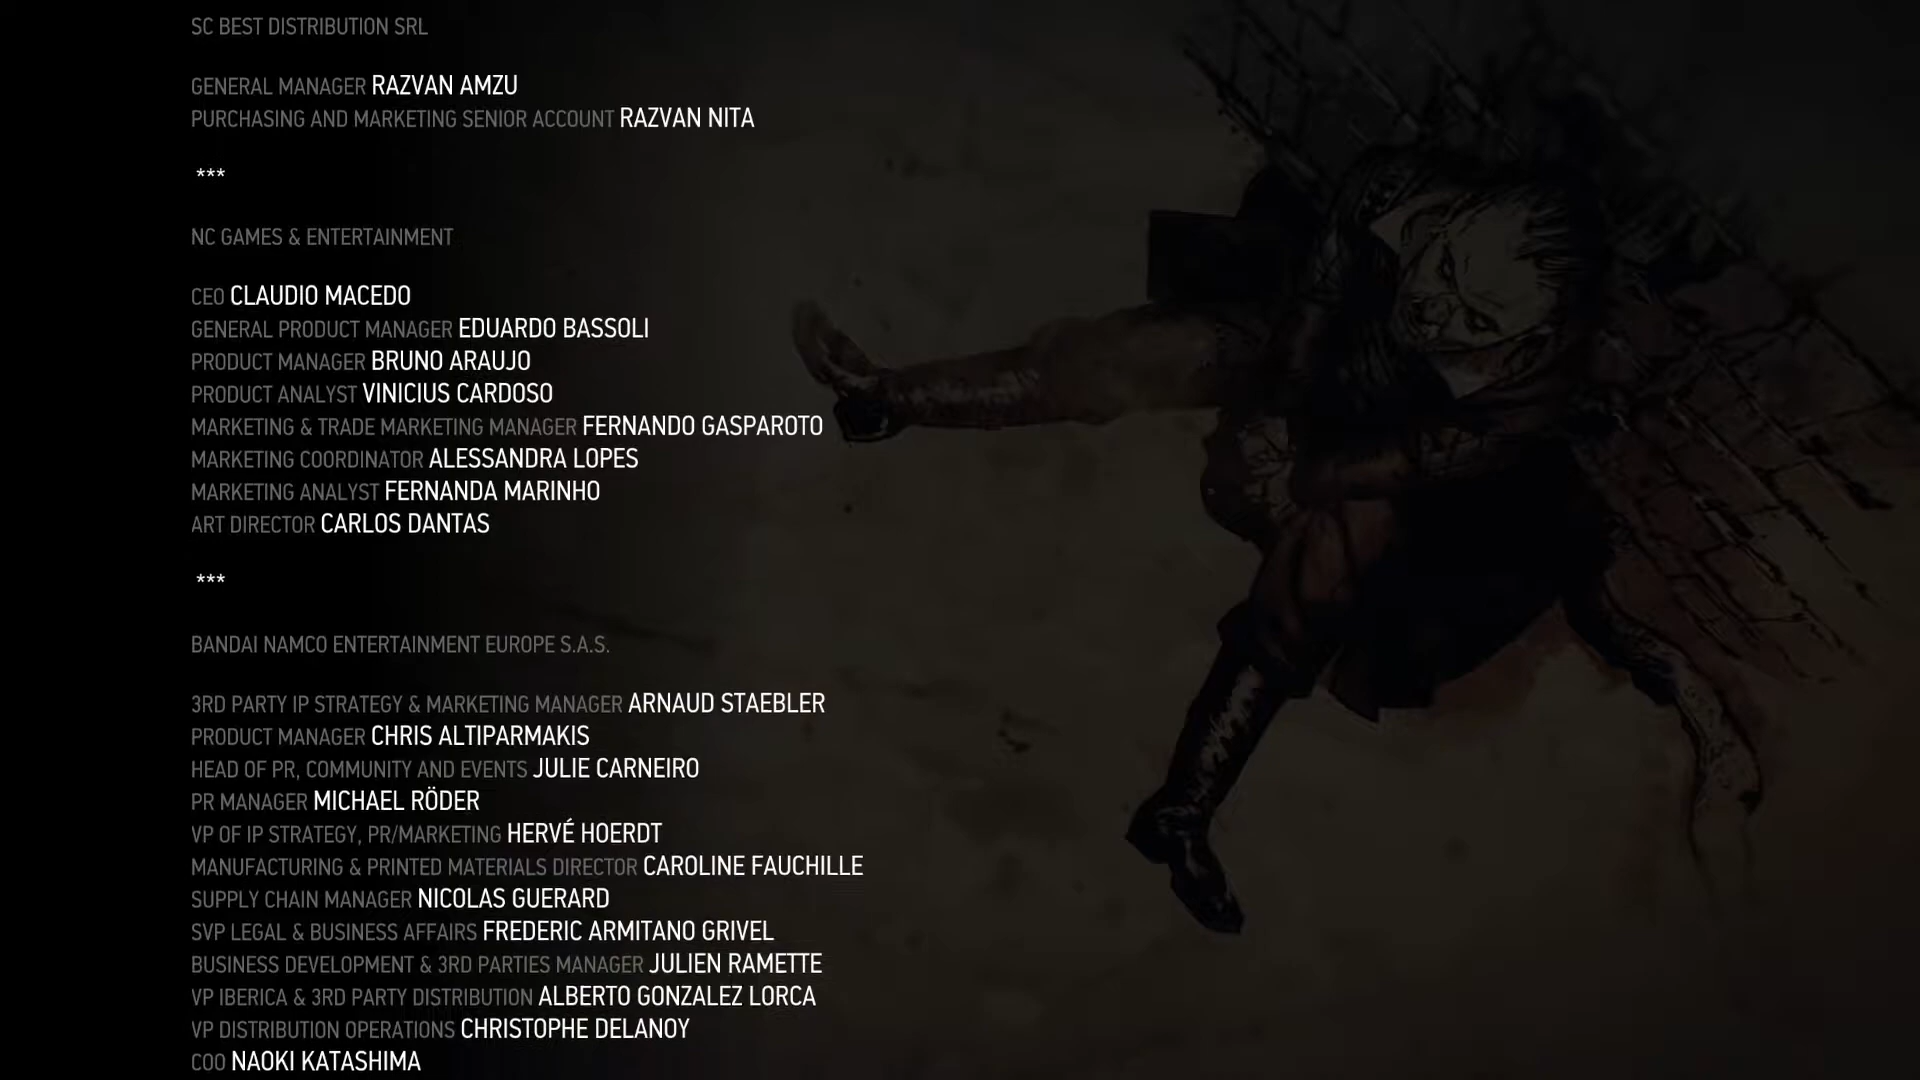 SC BEST DISTRIBUTION SRL
GENERAL MANAGER RAZVAN AMZU
PURCHASING AND MARKETING SENIOR ACCOUNT RAZVAN NITA
***
NC GAMES & ENTERTAINMENT
CEO CLAUDIO MACEDO
GENERAL PRODUCT MANAGER EDUARDO BASSOLI
PRODUCT MANAGER BRUNO ARAUJO
PRODUCT ANALYST VINICIUS CARDOSO
MARKETING & TRADE MARKETING MANAGER FERNANDO GASPAROTO
MARKETING COORDINATOR ALESSANDRA LOPES
MARKETING ANALYST FERNANDA MARINHO
ART DIRECTOR CARLOS DANTAS
***
BANDAI NAMCO ENTERTAINMENT EUROPE S.A.S.
3RD PARTY IP STRATEGY & MARKETING MANAGER ARNAUD STAEBLER
PRODUCT MANAGER CHRIS ALTIPARMAKIS
HEAD OF PR, COMMUNITY AND EVENTS JULIE CARNEIRO
PR MANAGER MICHAEL RÖDER
VP OF IP STRATEGY, PR/MARKETING HERVÉ HOERDT
MANUFACTURING & PRINTED MATERIALS DIRECTOR CAROLINE FAUCHILLE
SUPPLY CHAIN MANAGER NICOLAS GUERARD
SVP LEGAL & BUSINESS AFFAIRS FREDERIC ARMITANO GRIVEL
BUSINESS DEVELOPMENT & 3RD PARTIES MANAGER JULIEN RAMETTE
VP IBERICA & 3RD PARTY DISTRIBUTION ALBERTO GONZALEZ LORCA
VP DISTRIBUTION OPERATIONS CHRISTOPHE DELANOY
COO NAOKI KATASHIMA